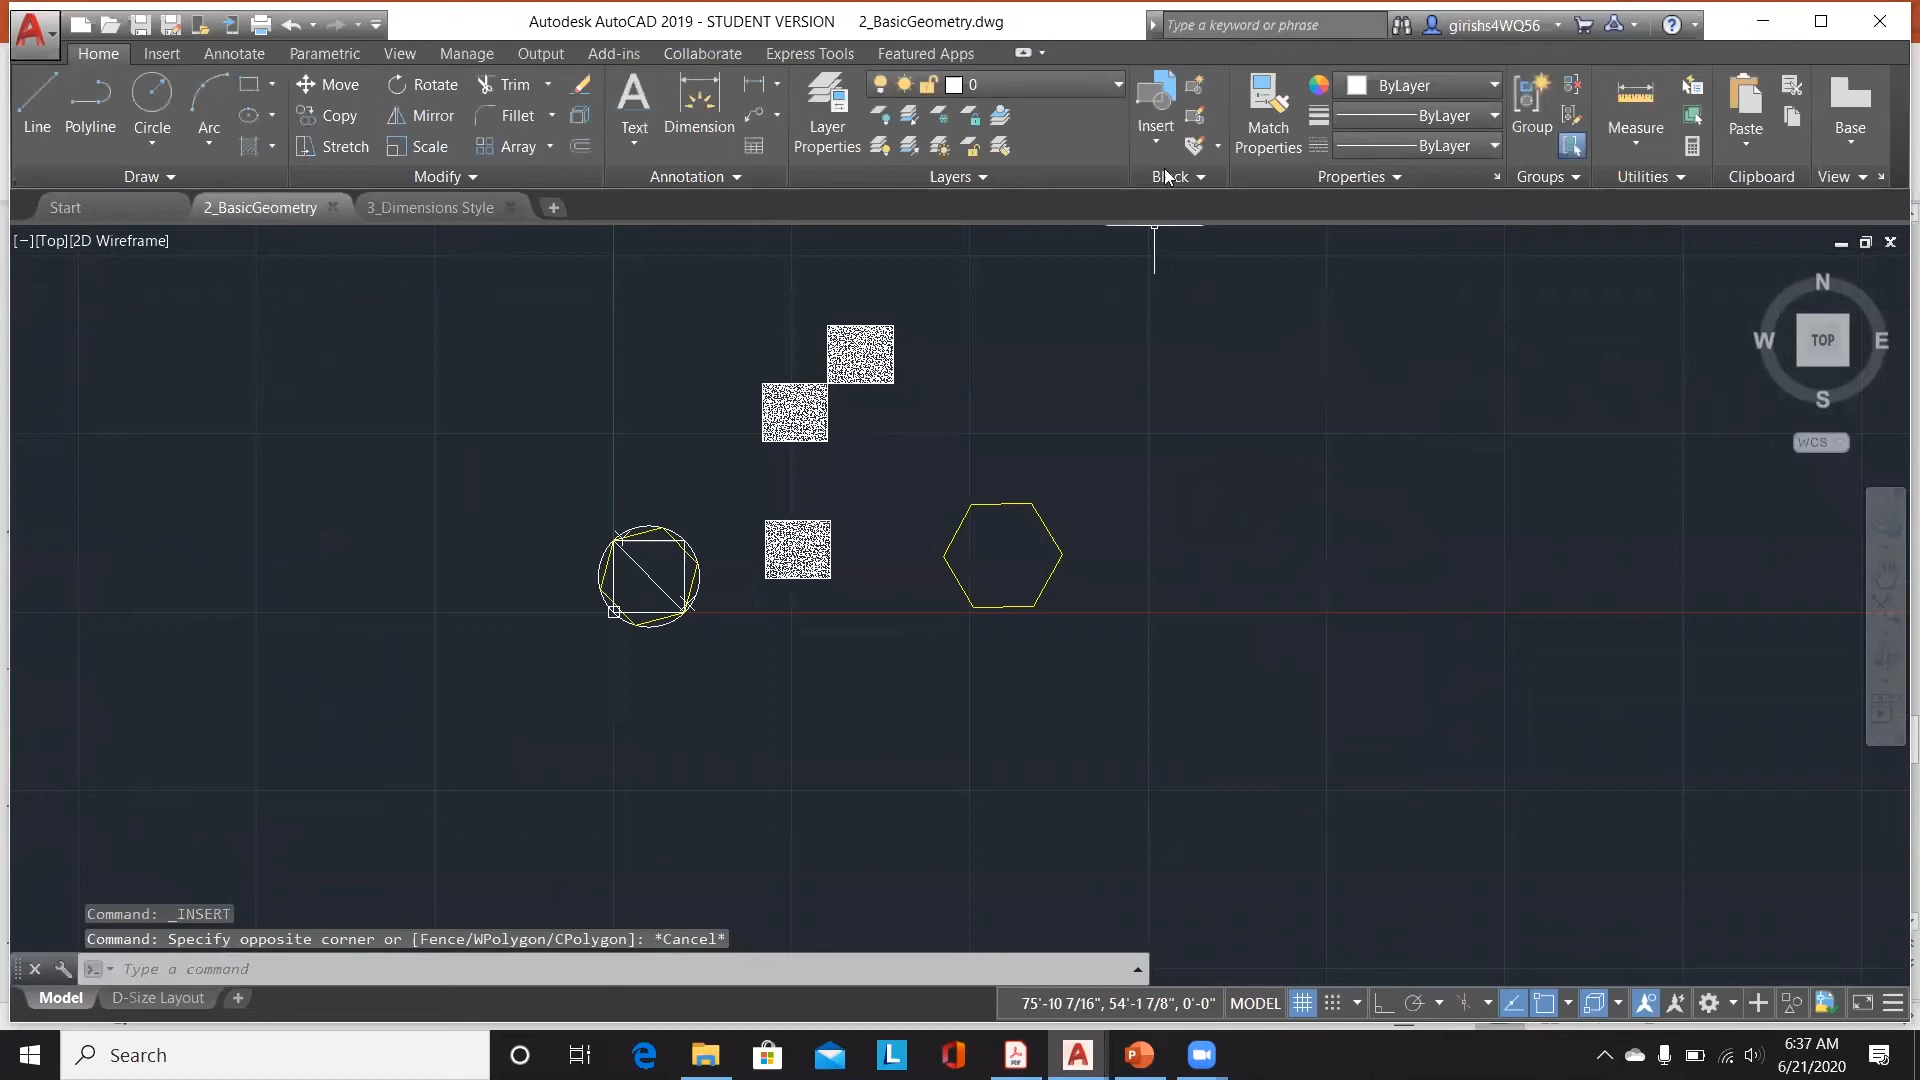 Autodesk AutoCAD 2019 - STUDENT VERSION 2_BasicGeometry.dwg
Type a keyword or phrase
girishs4WQ56
Home Insert Annotate Parametric View Manage Output Add-ins Collaborate Express Tools Featured Apps
Line Polyline Circle Arc
Move Rotate Trim
Copy Mirror Fillet
Stretch Scale Array
Text Dimension
Layer Properties
0
Insert
Match Properties
ByLayer
ByLayer
ByLayer
Group
Measure
Paste
Base
Draw Modify Annotation Layers Block Properties Groups Utilities Clipboard View
Start 2_BasicGeometry 3_Dimensions Style
[−][Top][2D Wireframe]
N
W TOP E
S
WCS
Command: _INSERT
Command: Specify opposite corner or [Fence/WPolygon/CPolygon]: *Cancel*
Type a command
Model D-Size Layout
75'-10 7/16", 54'-1 7/8", 0'-0" MODEL
Search
6:37 AM
6/21/2020